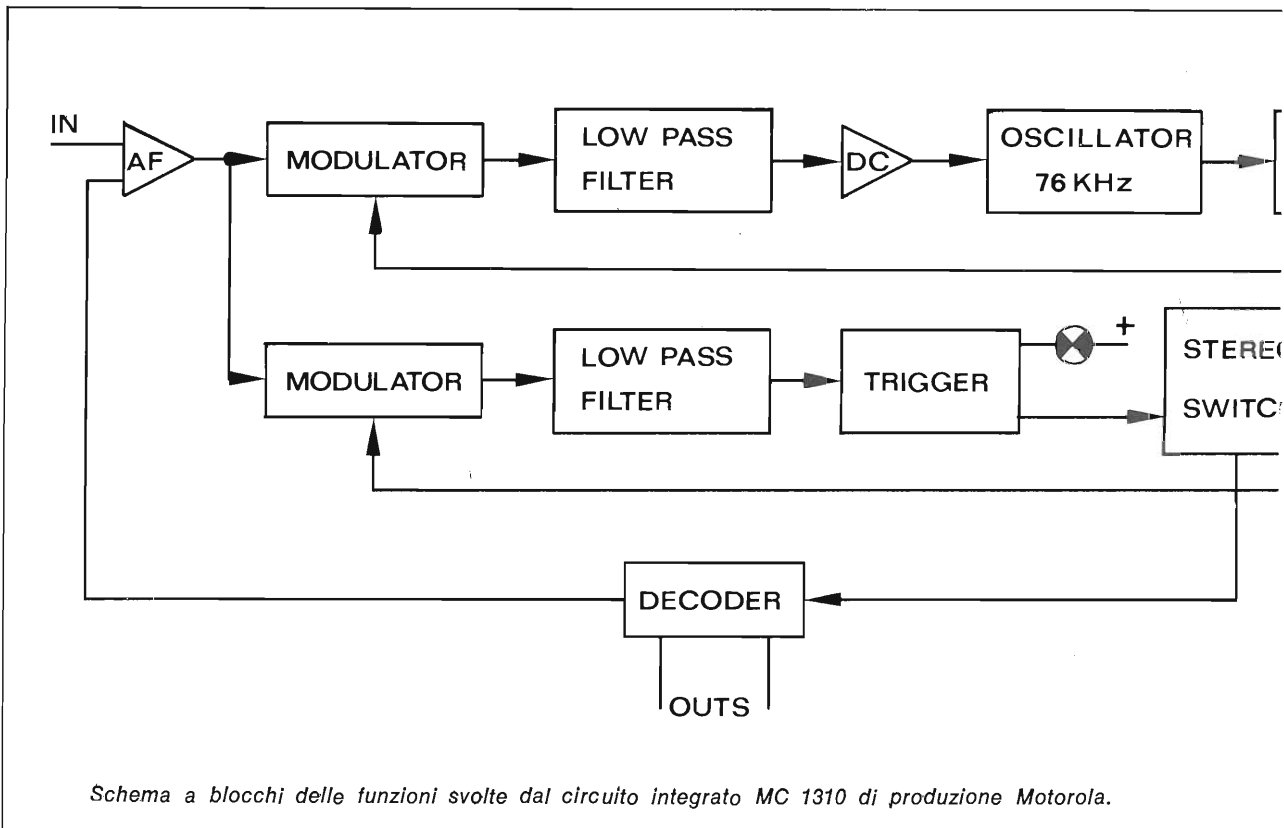 IN
AF
MODULATOR
LOW PASS
FILTER
DC
OSCILLATOR
76 KHz
MODULATOR
LOW PASS
FILTER
TRIGGER
+
DECODER
OUTS
Schema a blocchi delle funzioni svolte dal circuito integrato MC 1310 di produzione Motorola.